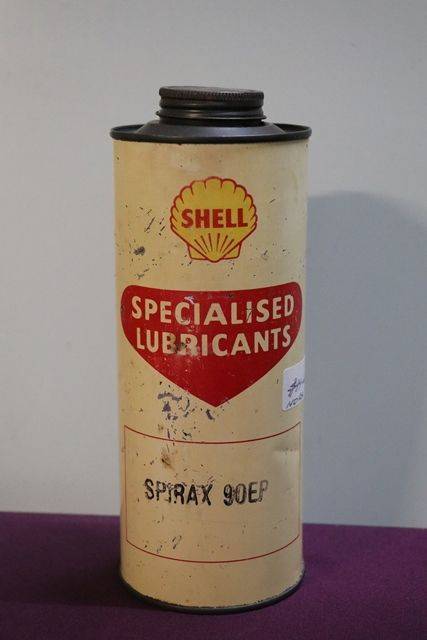 SHELL
SPECIALISED
LUBRICANTS
SPIRAX 90EP